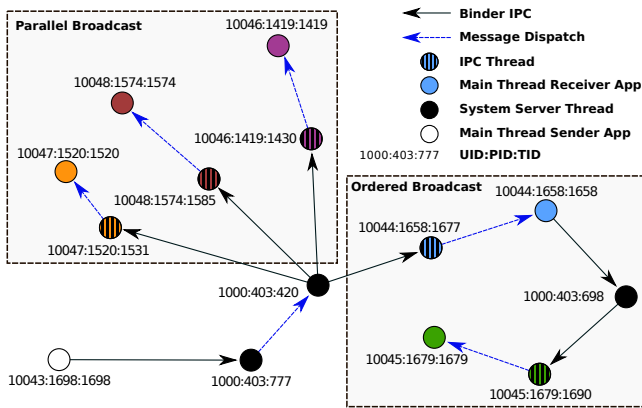 Parallel Broadcast
10046:1419:1419
10048:1574:1574
10046:1419:1430
10047:1520:1520
10048:1574:1585
10047:1520:1531
Binder IPC
Message Dispatch
IPC Thread
Main Thread Receiver App
System Server Thread
Main Thread Sender App
1000:403:777 UID:PID:TID
Ordered Broadcast
10044:1658:1658
10044:1658:1677
1000:403:420
1000:403:698
10045:1679:1679
10045:1679:1690
10043:1698:1698
1000:403:777